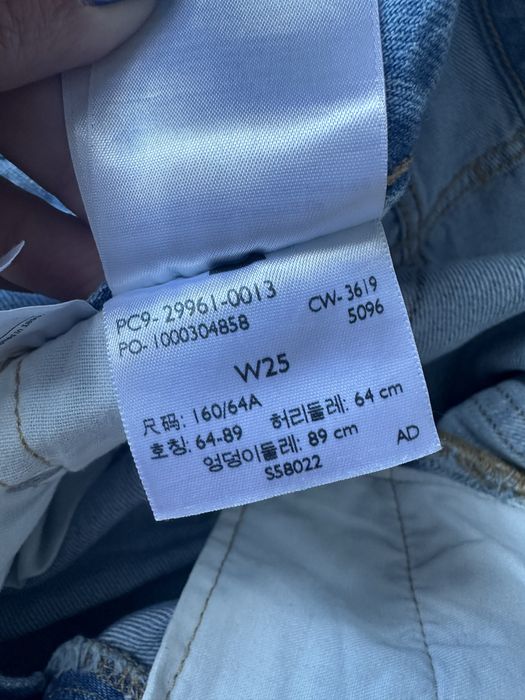 PC9-29961-0013
CW-3619
PO-1000304858
5096
W25
尺码: 160/64A
호칭: 64-89 허리둘레: 64 cm
엉덩이둘레: 89 cm
AD
S58022